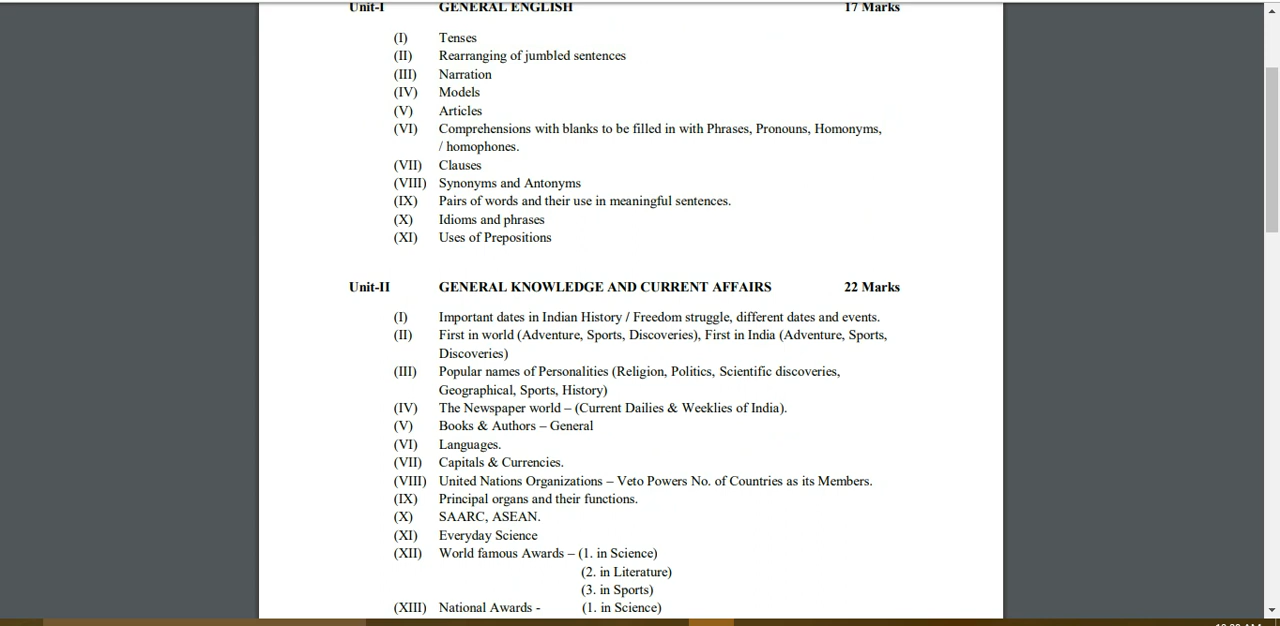 Unit-I GENERAL ENGLISH 17 Marks
(I) Tenses
(II) Rearranging of jumbled sentences
(III) Narration
(IV) Models
(V) Articles
(VI) Comprehensions with blanks to be filled in with Phrases, Pronouns, Homonyms,
/ homophones.
(VII) Clauses
(VIII) Synonyms and Antonyms
(IX) Pairs of words and their use in meaningful sentences.
(X) Idioms and phrases
(XI) Uses of Prepositions
Unit-II GENERAL KNOWLEDGE AND CURRENT AFFAIRS 22 Marks
(I) Important dates in Indian History / Freedom struggle, different dates and events.
(II) First in world (Adventure, Sports, Discoveries), First in India (Adventure, Sports,
Discoveries)
(III) Popular names of Personalities (Religion, Politics, Scientific discoveries,
Geographical, Sports, History)
(IV) The Newspaper world – (Current Dailies & Weeklies of India).
(V) Books & Authors – General
(VI) Languages.
(VII) Capitals & Currencies.
(VIII) United Nations Organizations – Veto Powers No. of Countries as its Members.
(IX) Principal organs and their functions.
(X) SAARC, ASEAN.
(XI) Everyday Science
(XII) World famous Awards – (1. in Science)
(2. in Literature)
(3. in Sports)
(XIII) National Awards - (1. in Science)